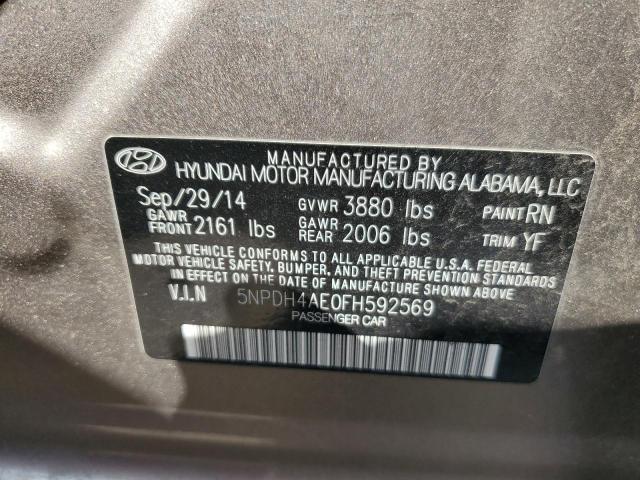 MANUFACTURED BY
HYUNDAI MOTOR MANUFACTURING ALABAMA, LLC
Sep/29/14 GVWR 3880 lbs PAINT RN
GAWR FRONT 2161 lbs GAWR REAR 2006 lbs TRIM YF
THIS VEHICLE CONFORMS TO ALL APPLICABLE U.S.A. FEDERAL
MOTOR VEHICLE SAFETY, BUMPER, AND THEFT PREVENTION STANDARDS
IN EFFECT ON THE DATE OF MANUFACTURE SHOWN ABOVE.
V.I.N 5NPDH4AE0FH592569
PASSENGER CAR